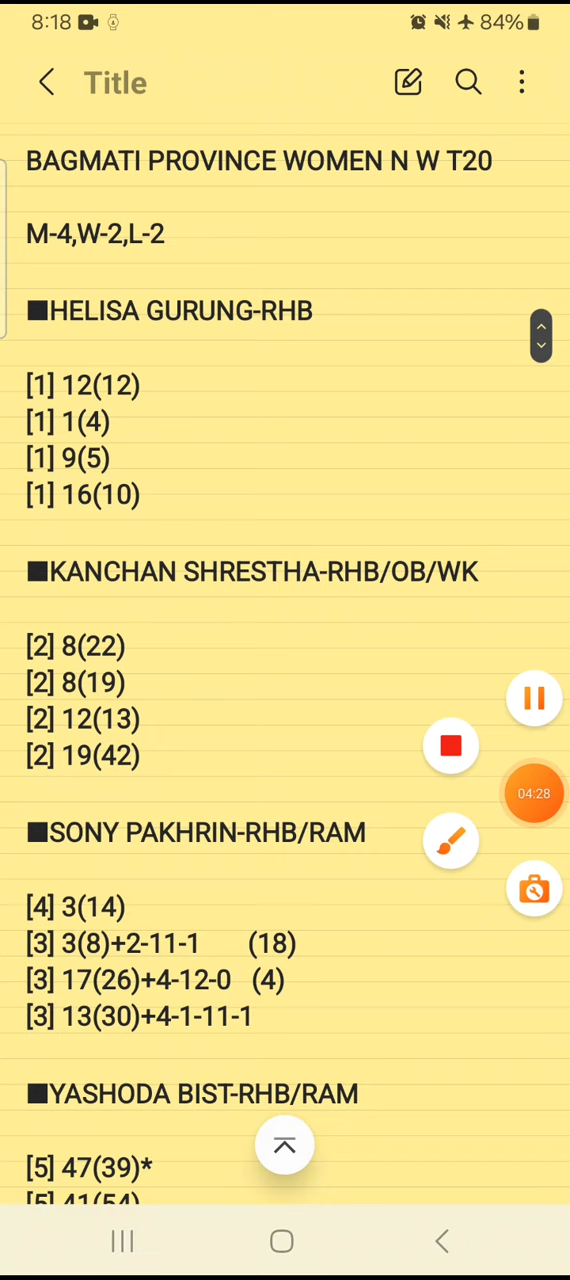 8:18 84%
Title
BAGMATI PROVINCE WOMEN N W T20
M-4,W-2,L-2
■HELISA GURUNG-RHB
[1] 12(12)
[1] 1(4)
[1] 9(5)
[1] 16(10)
■KANCHAN SHRESTHA-RHB/OB/WK
[2] 8(22)
[2] 8(19)
[2] 12(13)
[2] 19(42)
04:28
■SONY PAKHRIN-RHB/RAM
[4] 3(14)
[3] 3(8)+2-11-1 (18)
[3] 17(26)+4-12-0 (4)
[3] 13(30)+4-1-11-1
■YASHODA BIST-RHB/RAM
[5] 47(39)*
[5] 41(54)